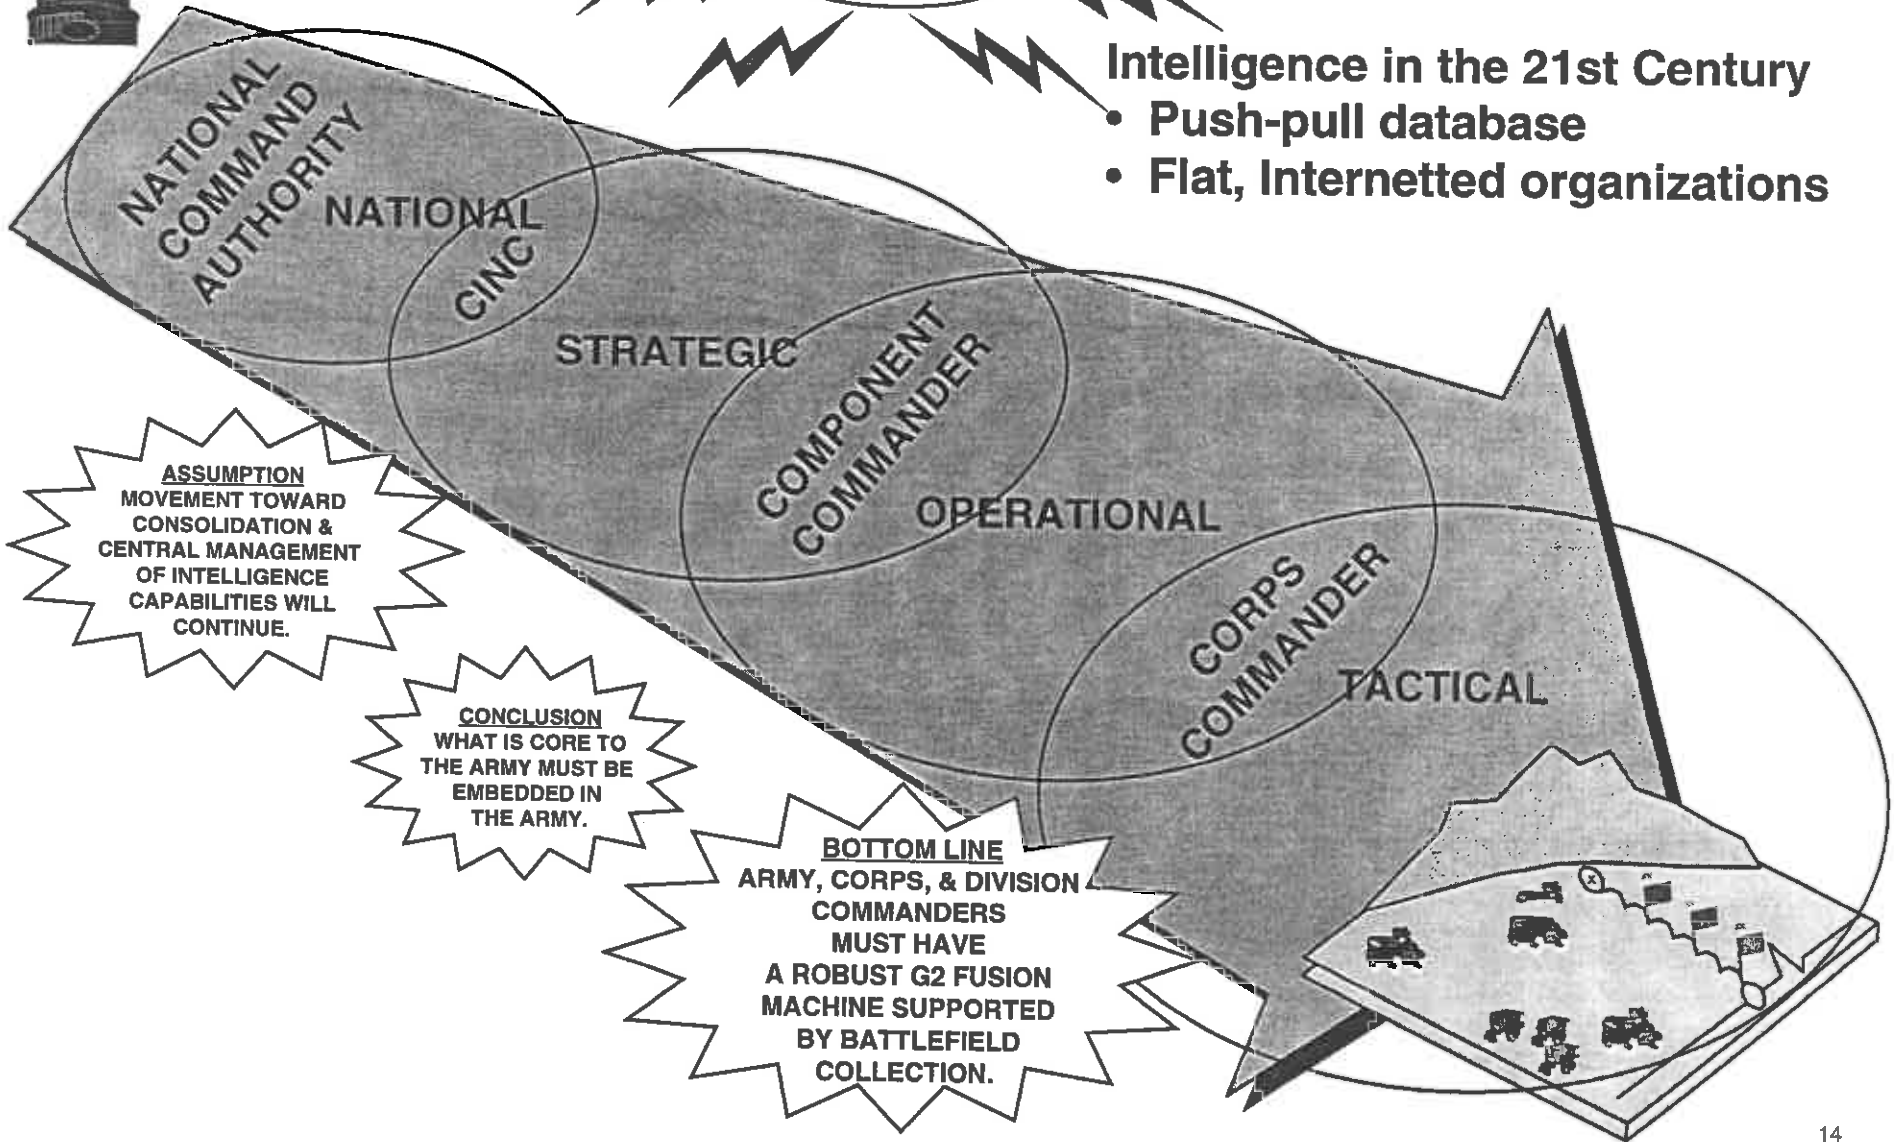 Intelligence in the 21st Century
• Push-pull database
• Flat, Internetted organizations
NATIONAL
COMMAND
AUTHORITY
NATIONAL
CINC
STRATEGIC
COMPONENT
COMMANDER
OPERATIONAL
CORPS
COMMANDER
TACTICAL
ASSUMPTION
MOVEMENT TOWARD
CONSOLIDATION &
CENTRAL MANAGEMENT
OF INTELLIGENCE
CAPABILITIES WILL
CONTINUE.
CONCLUSION
WHAT IS CORE TO
THE ARMY MUST BE
EMBEDDED IN
THE ARMY.
BOTTOM LINE
ARMY, CORPS, & DIVISION
COMMANDERS
MUST HAVE
A ROBUST G2 FUSION
MACHINE SUPPORTED
BY BATTLEFIELD
COLLECTION.
14